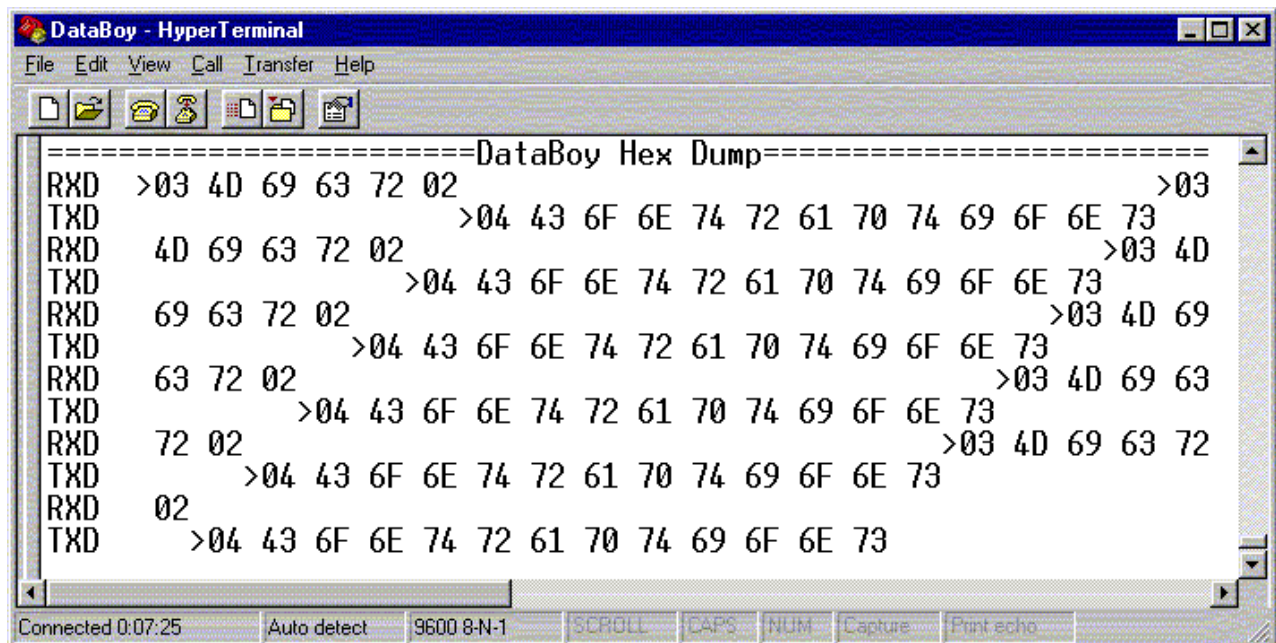 DataBoy - HyperTerminal
File Edit View Call Transfer Help
========================DataBoy Hex Dump=========================
RXD >03 4D 69 63 72 02 >03
TXD >04 43 6F 6E 74 72 61 70 74 69 6F 6E 73
RXD 4D 69 63 72 02 >03 4D
TXD >04 43 6F 6E 74 72 61 70 74 69 6F 6E 73
RXD 69 63 72 02 >03 4D 69
TXD >04 43 6F 6E 74 72 61 70 74 69 6F 6E 73
RXD 63 72 02 >03 4D 69 63
TXD >04 43 6F 6E 74 72 61 70 74 69 6F 6E 73
RXD 72 02 >03 4D 69 63 72
TXD >04 43 6F 6E 74 72 61 70 74 69 6F 6E 73
RXD 02
TXD >04 43 6F 6E 74 72 61 70 74 69 6F 6E 73
Connected 0:07:25 Auto detect 9600 8-N-1 SCROLL CAPS NUM Capture Print echo